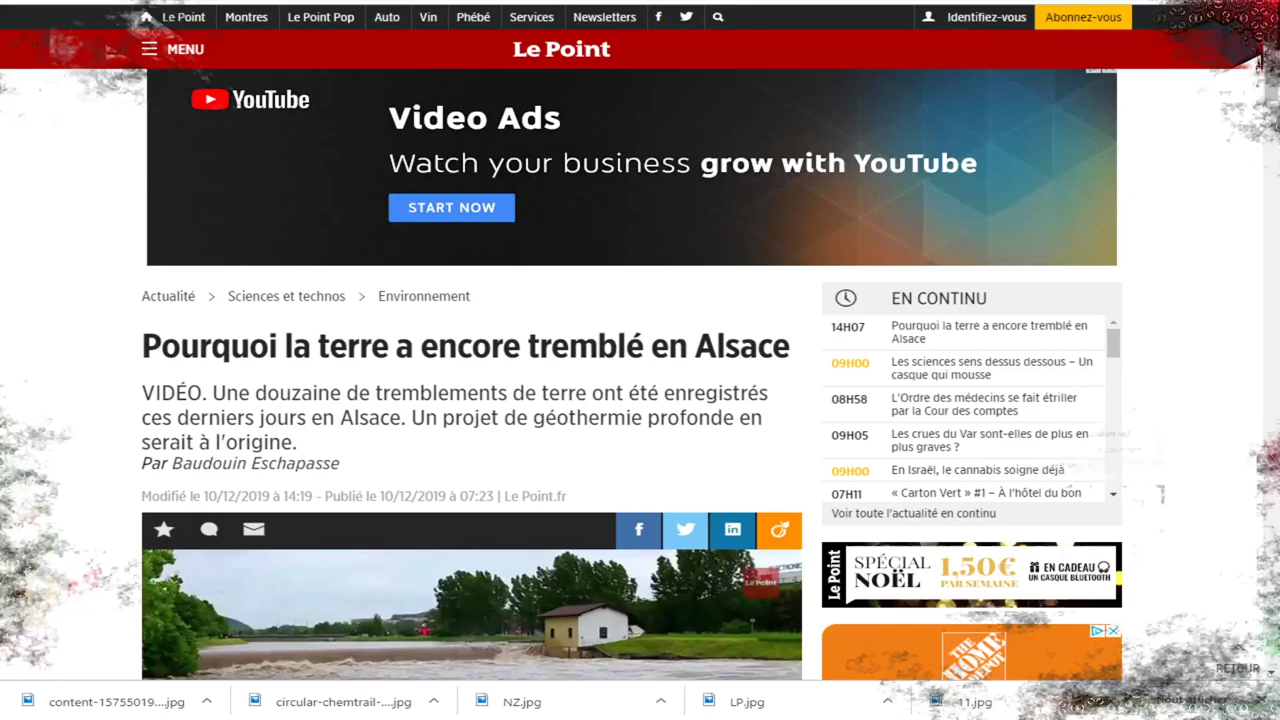 Le Point
Montres
Le Point Pop
Auto
Vin
Phébé
Services
Newsletters
Identifiez-vous
Abonnez-vous
MENU
Le Point
YouTube
Video Ads
Watch your business grow with YouTube
START NOW
Actualité > Sciences et technos > Environnement
Pourquoi la terre a encore tremblé en Alsace
VIDÉO. Une douzaine de tremblements de terre ont été enregistrés
ces derniers jours en Alsace. Un projet de géothermie profonde en
serait à l'origine.
Par Baudouin Eschapasse
Modifié le 10/12/2019 à 14:19 - Publié le 10/12/2019 à 07:23 | Le Point.fr
Le Point
EN CONTINU
14H07 Pourquoi la terre a encore tremblé en
Alsace
09H00 Les sciences sens dessus dessous – Un
casque qui mousse
08H58 L'Ordre des médecins se fait étriller
par la Cour des comptes
09H05 Les crues du Var sont-elles de plus en
plus graves ?
09H00 En Israël, le cannabis soigne déjà
07H11 « Carton Vert » #1 – À l'hôtel du bon
Voir toute l'actualité en continu
Le Point
SPÉCIAL
NOËL
1,50€
PAR SEMAINE
EN CADEAU
UN CASQUE BLUETOOTH
THE
HOME
DEPOT
RETOUR
content-15755019....jpg
circular-chemtrail-....jpg
NZ.jpg
LP.jpg
11.jpg